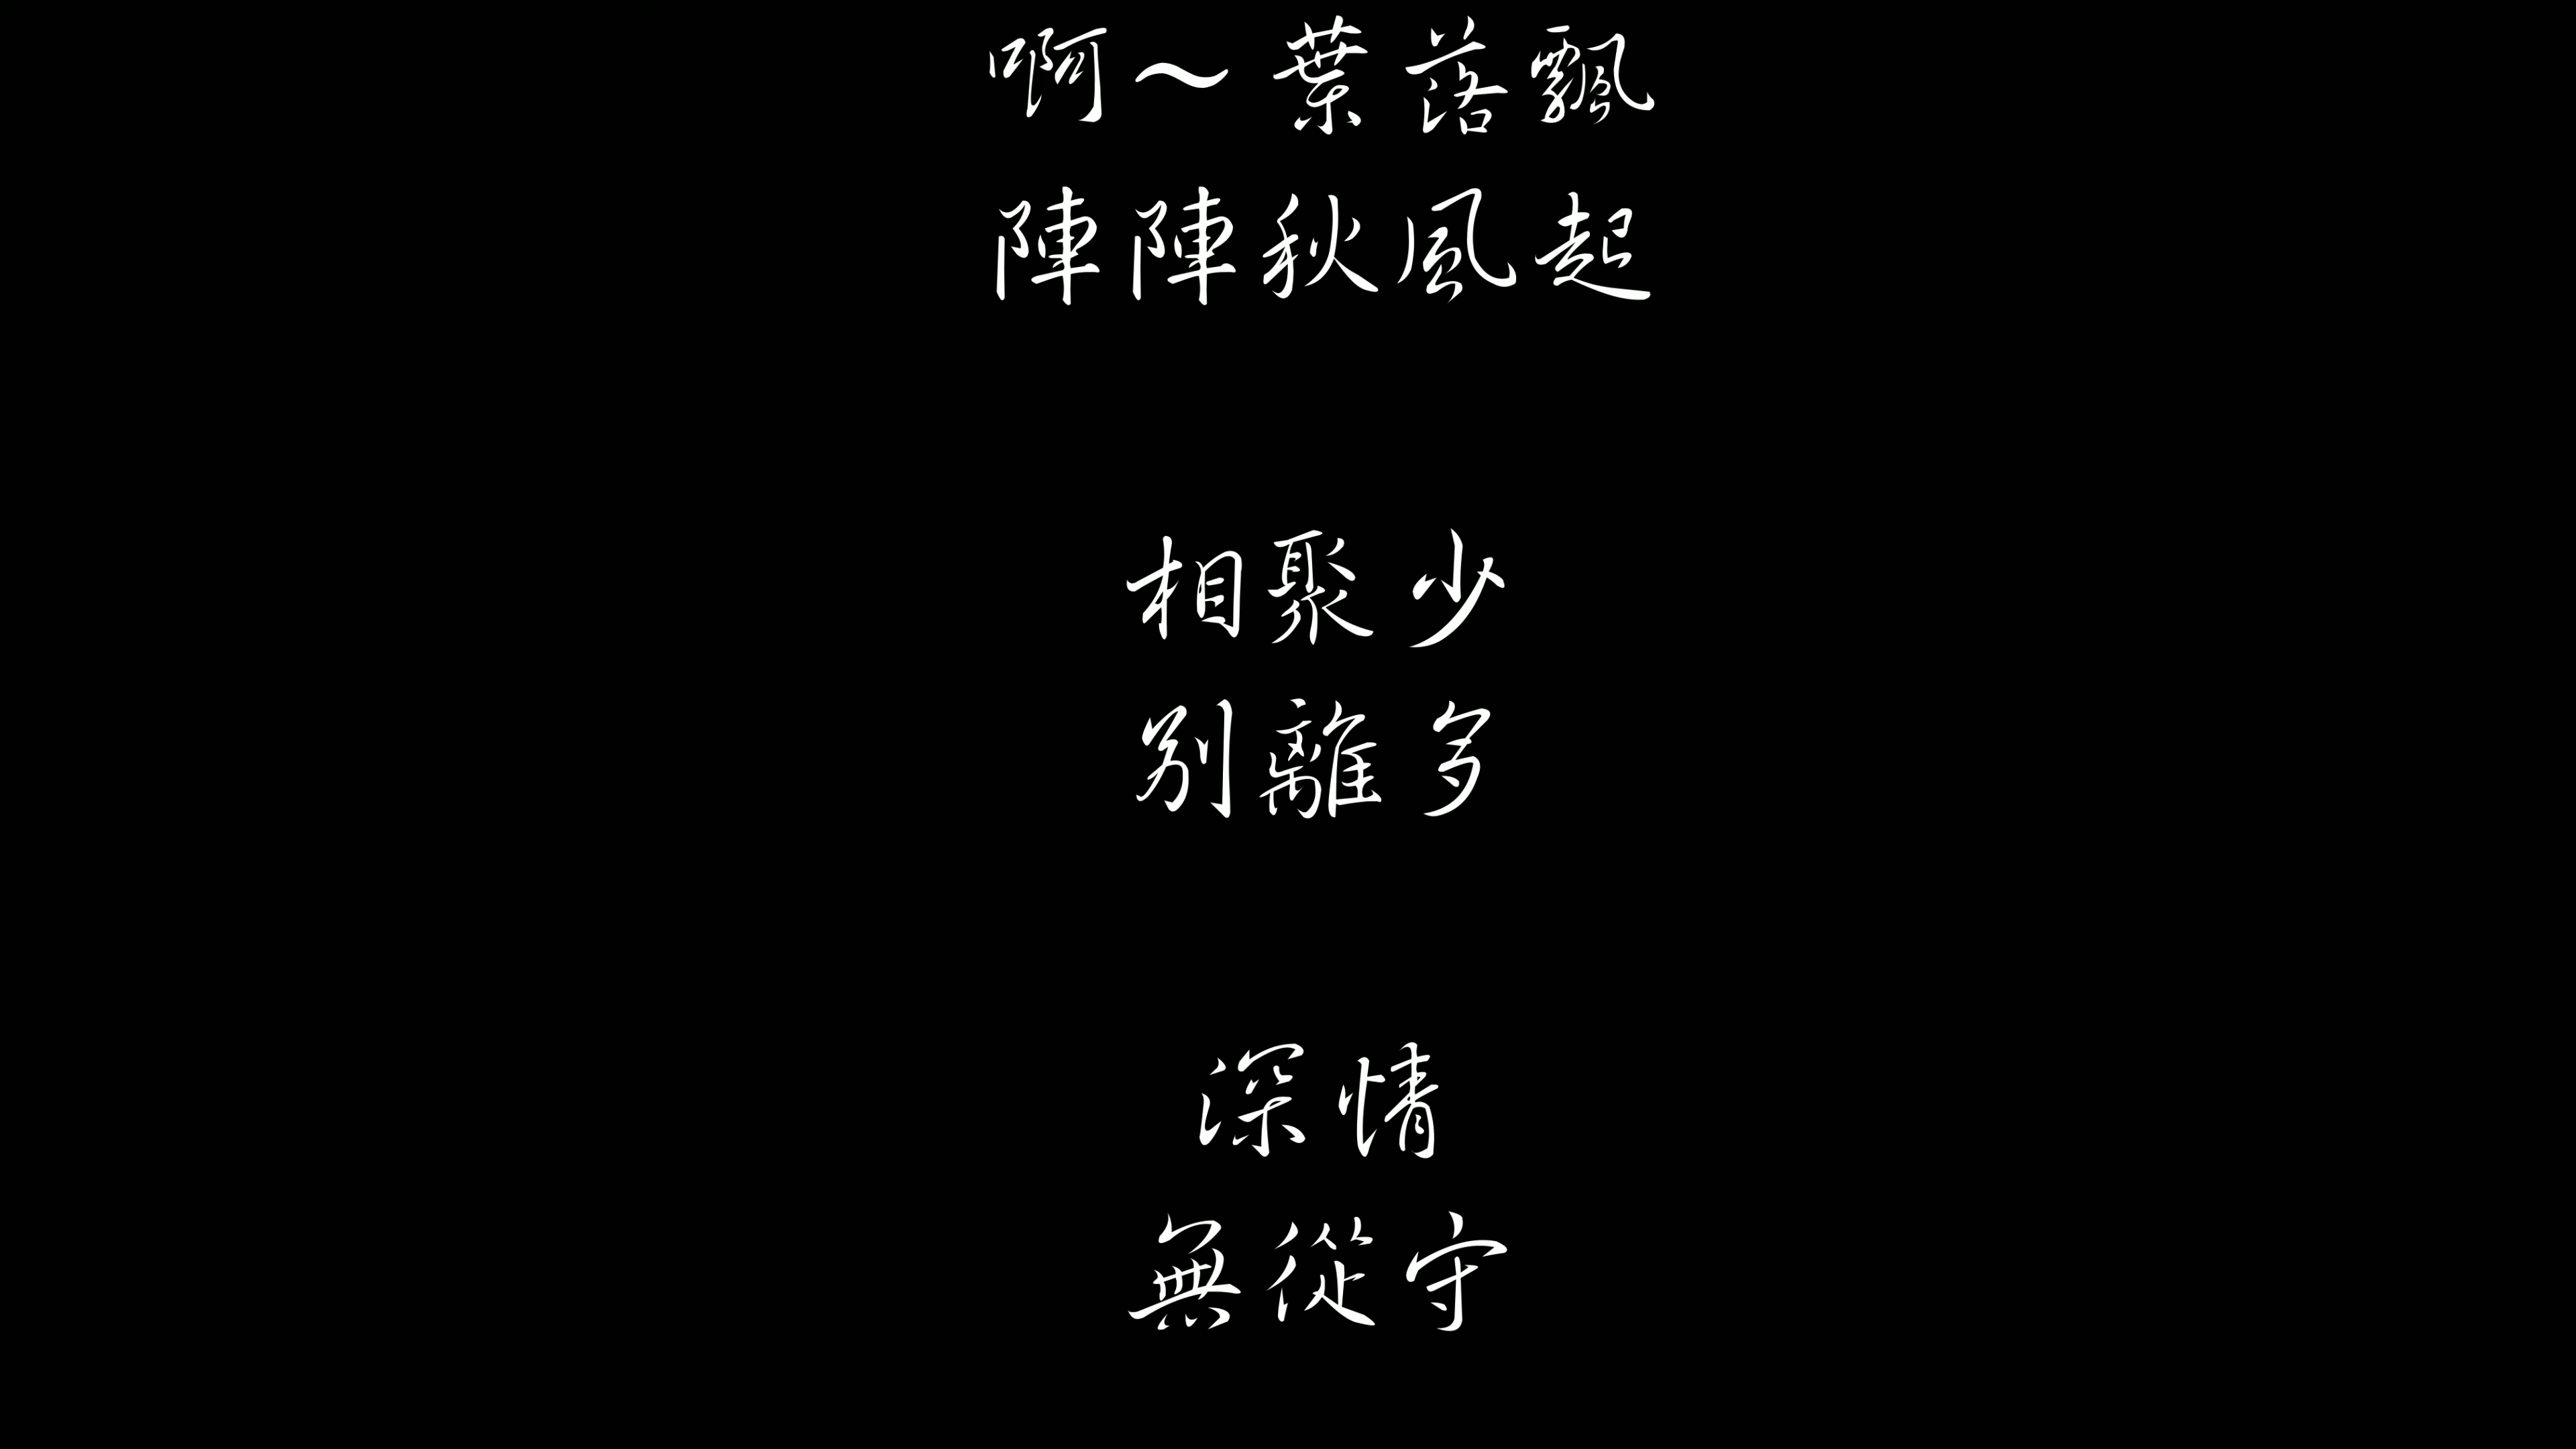 啊～葉落飄
陣陣秋風起
相聚少
別離多
深情
無從守